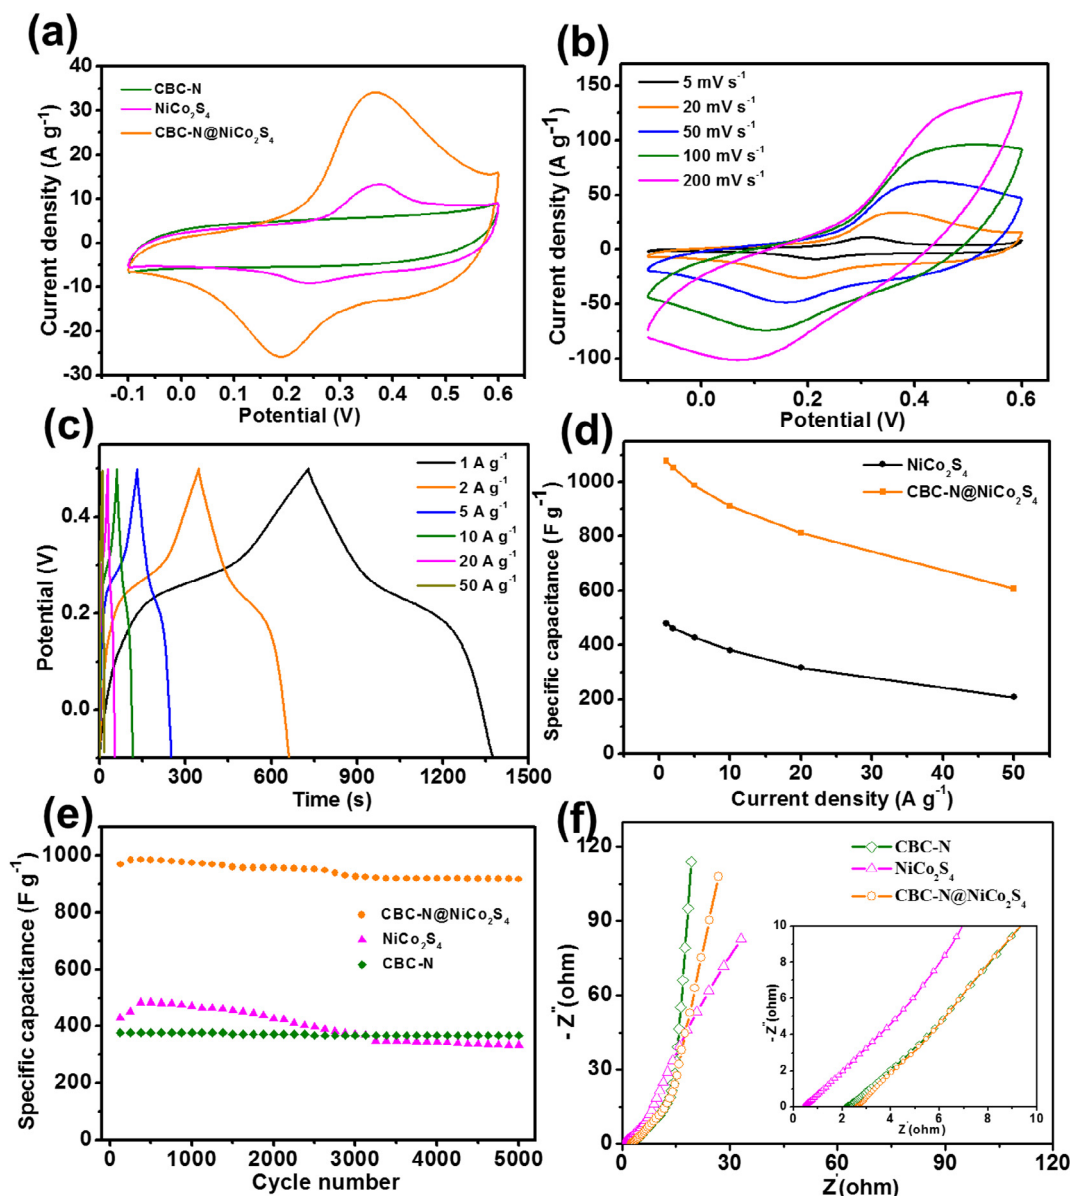 (a)
40
30
20
10
0
-10
-20
-30
-0.1 0.0 0.1 0.2 0.3 0.4 0.5 0.6
Potential (V)
Current density (A g⁻¹)
CBC-N
NiCo₂S₄
CBC-N@NiCo₂S₄
(b)
150
100
50
0
-50
-100
0.0 0.2 0.4 0.6
Potential (V)
Current density (A g⁻¹)
5 mV s⁻¹
20 mV s⁻¹
50 mV s⁻¹
100 mV s⁻¹
200 mV s⁻¹
(c)
0.4
0.2
0.0
0 300 600 900 1200 1500
Time (s)
Potential (V)
1 A g⁻¹
2 A g⁻¹
5 A g⁻¹
10 A g⁻¹
20 A g⁻¹
50 A g⁻¹
(d)
1000
800
600
400
200
0
0 10 20 30 40 50
Current density (A g⁻¹)
Specific capacitance (F g⁻¹)
NiCo₂S₄
CBC-N@NiCo₂S₄
(e)
1000
800
600
400
200
0
0 1000 2000 3000 4000 5000
Cycle number
Specific capacitance (F g⁻¹)
CBC-N@NiCo₂S₄
NiCo₂S₄
CBC-N
(f)
120
90
60
30
0
0 30 60 90 120
Z'(ohm)
-Z''(ohm)
CBC-N
NiCo₂S₄
CBC-N@NiCo₂S₄
10
8
6
4
2
0
0 2 4 6 8 10
Z'(ohm)
-Z''(ohm)